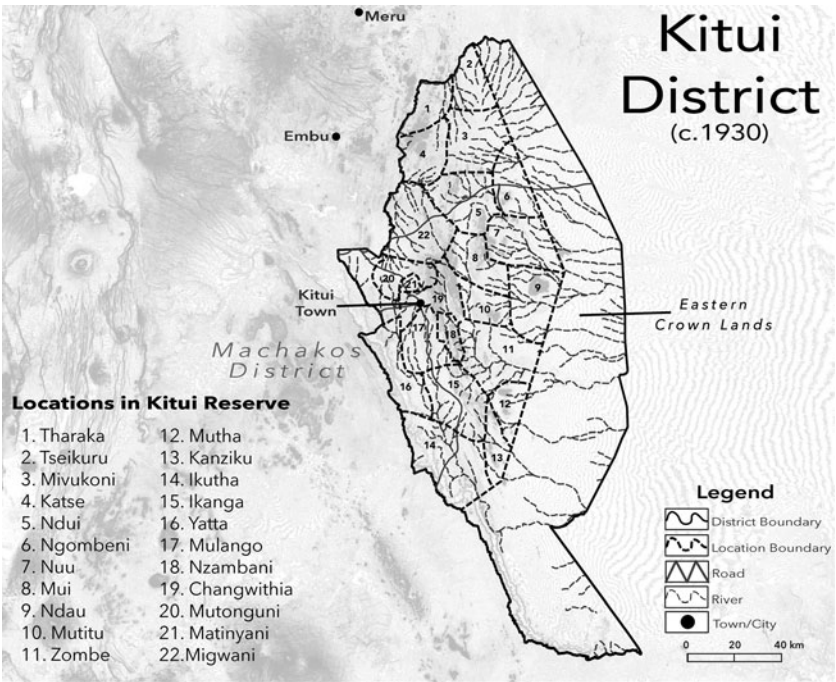 Meru
Kitui
District
(c.1930)
Embu
2
1
3
4
6
5
7
22
8
20
21
9
Kitui
Town
19
10
Eastern
Crown Lands
17
18
11
Machakos
District
16
15
12
14
13
Locations in Kitui Reserve
1. Tharaka
2. Tseikuru
3. Mivukoni
4. Katse
5. Ndui
6. Ngombeni
7. Nuu
8. Mui
9. Ndau
10. Mutitu
11. Zombe
12. Mutha
13. Kanziku
14. Ikutha
15. Ikanga
16. Yatta
17. Mulango
18. Nzambani
19. Changwithia
20. Mutonguni
21. Matinyani
22.Migwani
Legend
District Boundary
Location Boundary
Road
River
Town/City
0 20 40 km